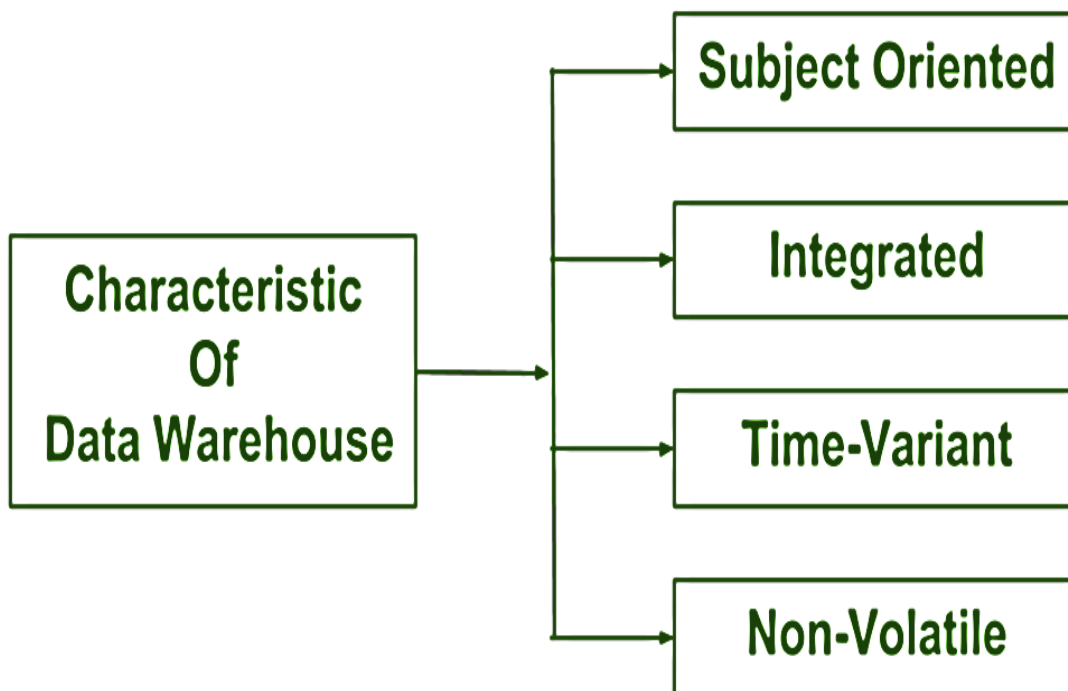 Characteristic
Of
Data Warehouse
Subject Oriented
Integrated
Time-Variant
Non-Volatile